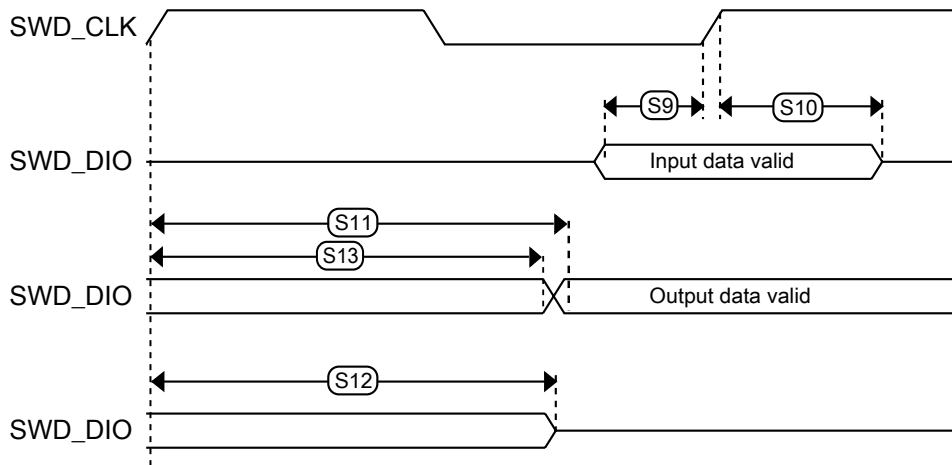 SWD_CLK
S9
S10
SWD_DIO
Input data valid
S11
S13
SWD_DIO
Output data valid
S12
SWD_DIO